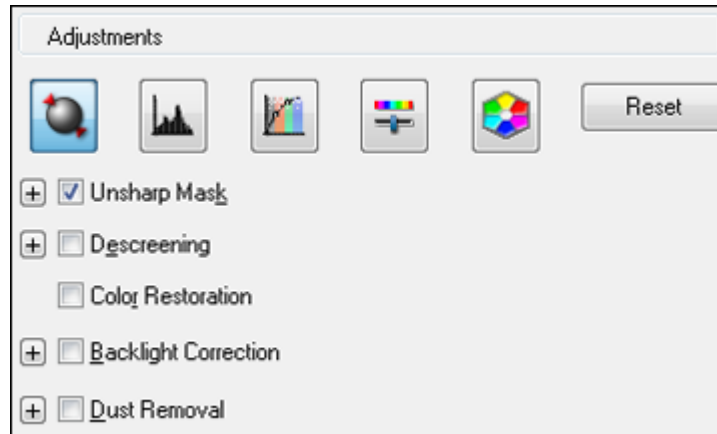 Adjustments
Reset
Unsharp Mask
Descreening
Color Restoration
Backlight Correction
Dust Removal